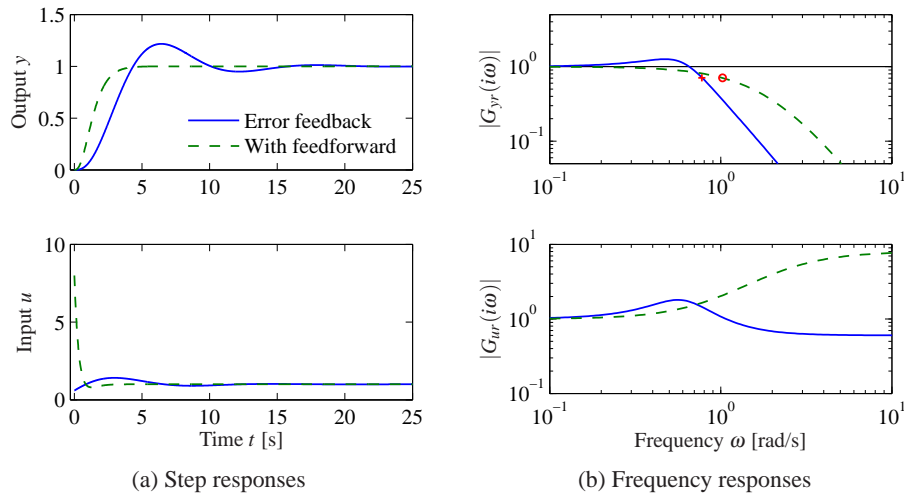 Output y
1.5
1
0.5
0
Error feedback
With feedforward
0 5 10 15 20 25
Input u
10
5
0
0 5 10 15 20 25
Time t [s]
(a) Step responses
|G_yr(iω)|
10^0
10^−1
10^−1 10^0 10^1
|G_ur(iω)|
10^1
10^0
10^−1
10^−1 10^0 10^1
Frequency ω [rad/s]
(b) Frequency responses